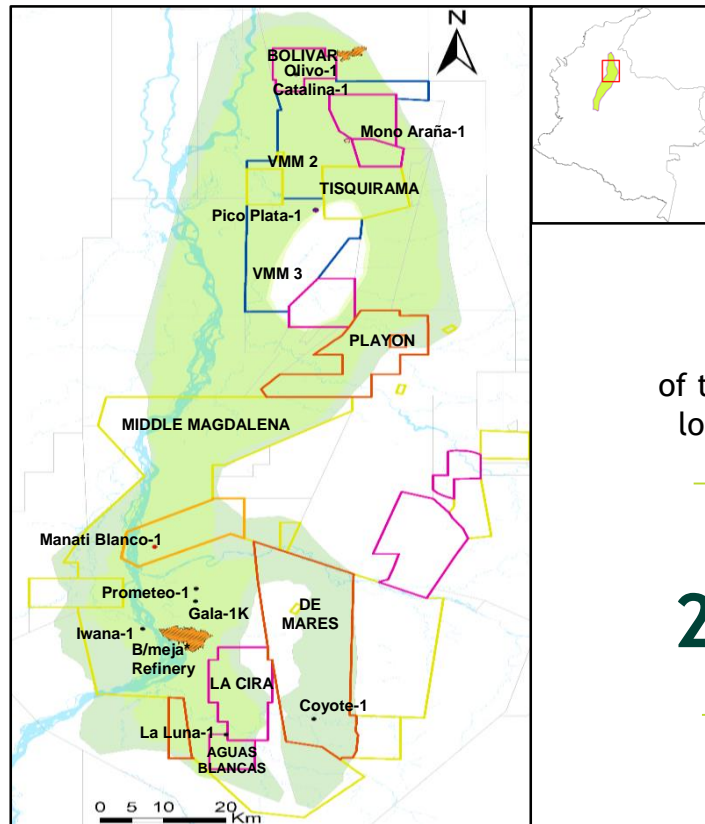 N
BOLIVAR
Olivo-1
Catalina-1
Mono Araña-1
VMM 2
TISQUIRAMA
Pico Plata-1
VMM 3
PLAYON
MIDDLE MAGDALENA
Manati Blanco-1
Prometeo-1
Gala-1K
DE
MARES
Iwana-1
B/meja
Refinery
LA CIRA
Coyote-1
La Luna-1
AGUAS
BLANCAS
0 5 10 20
Km
of t
lo
2